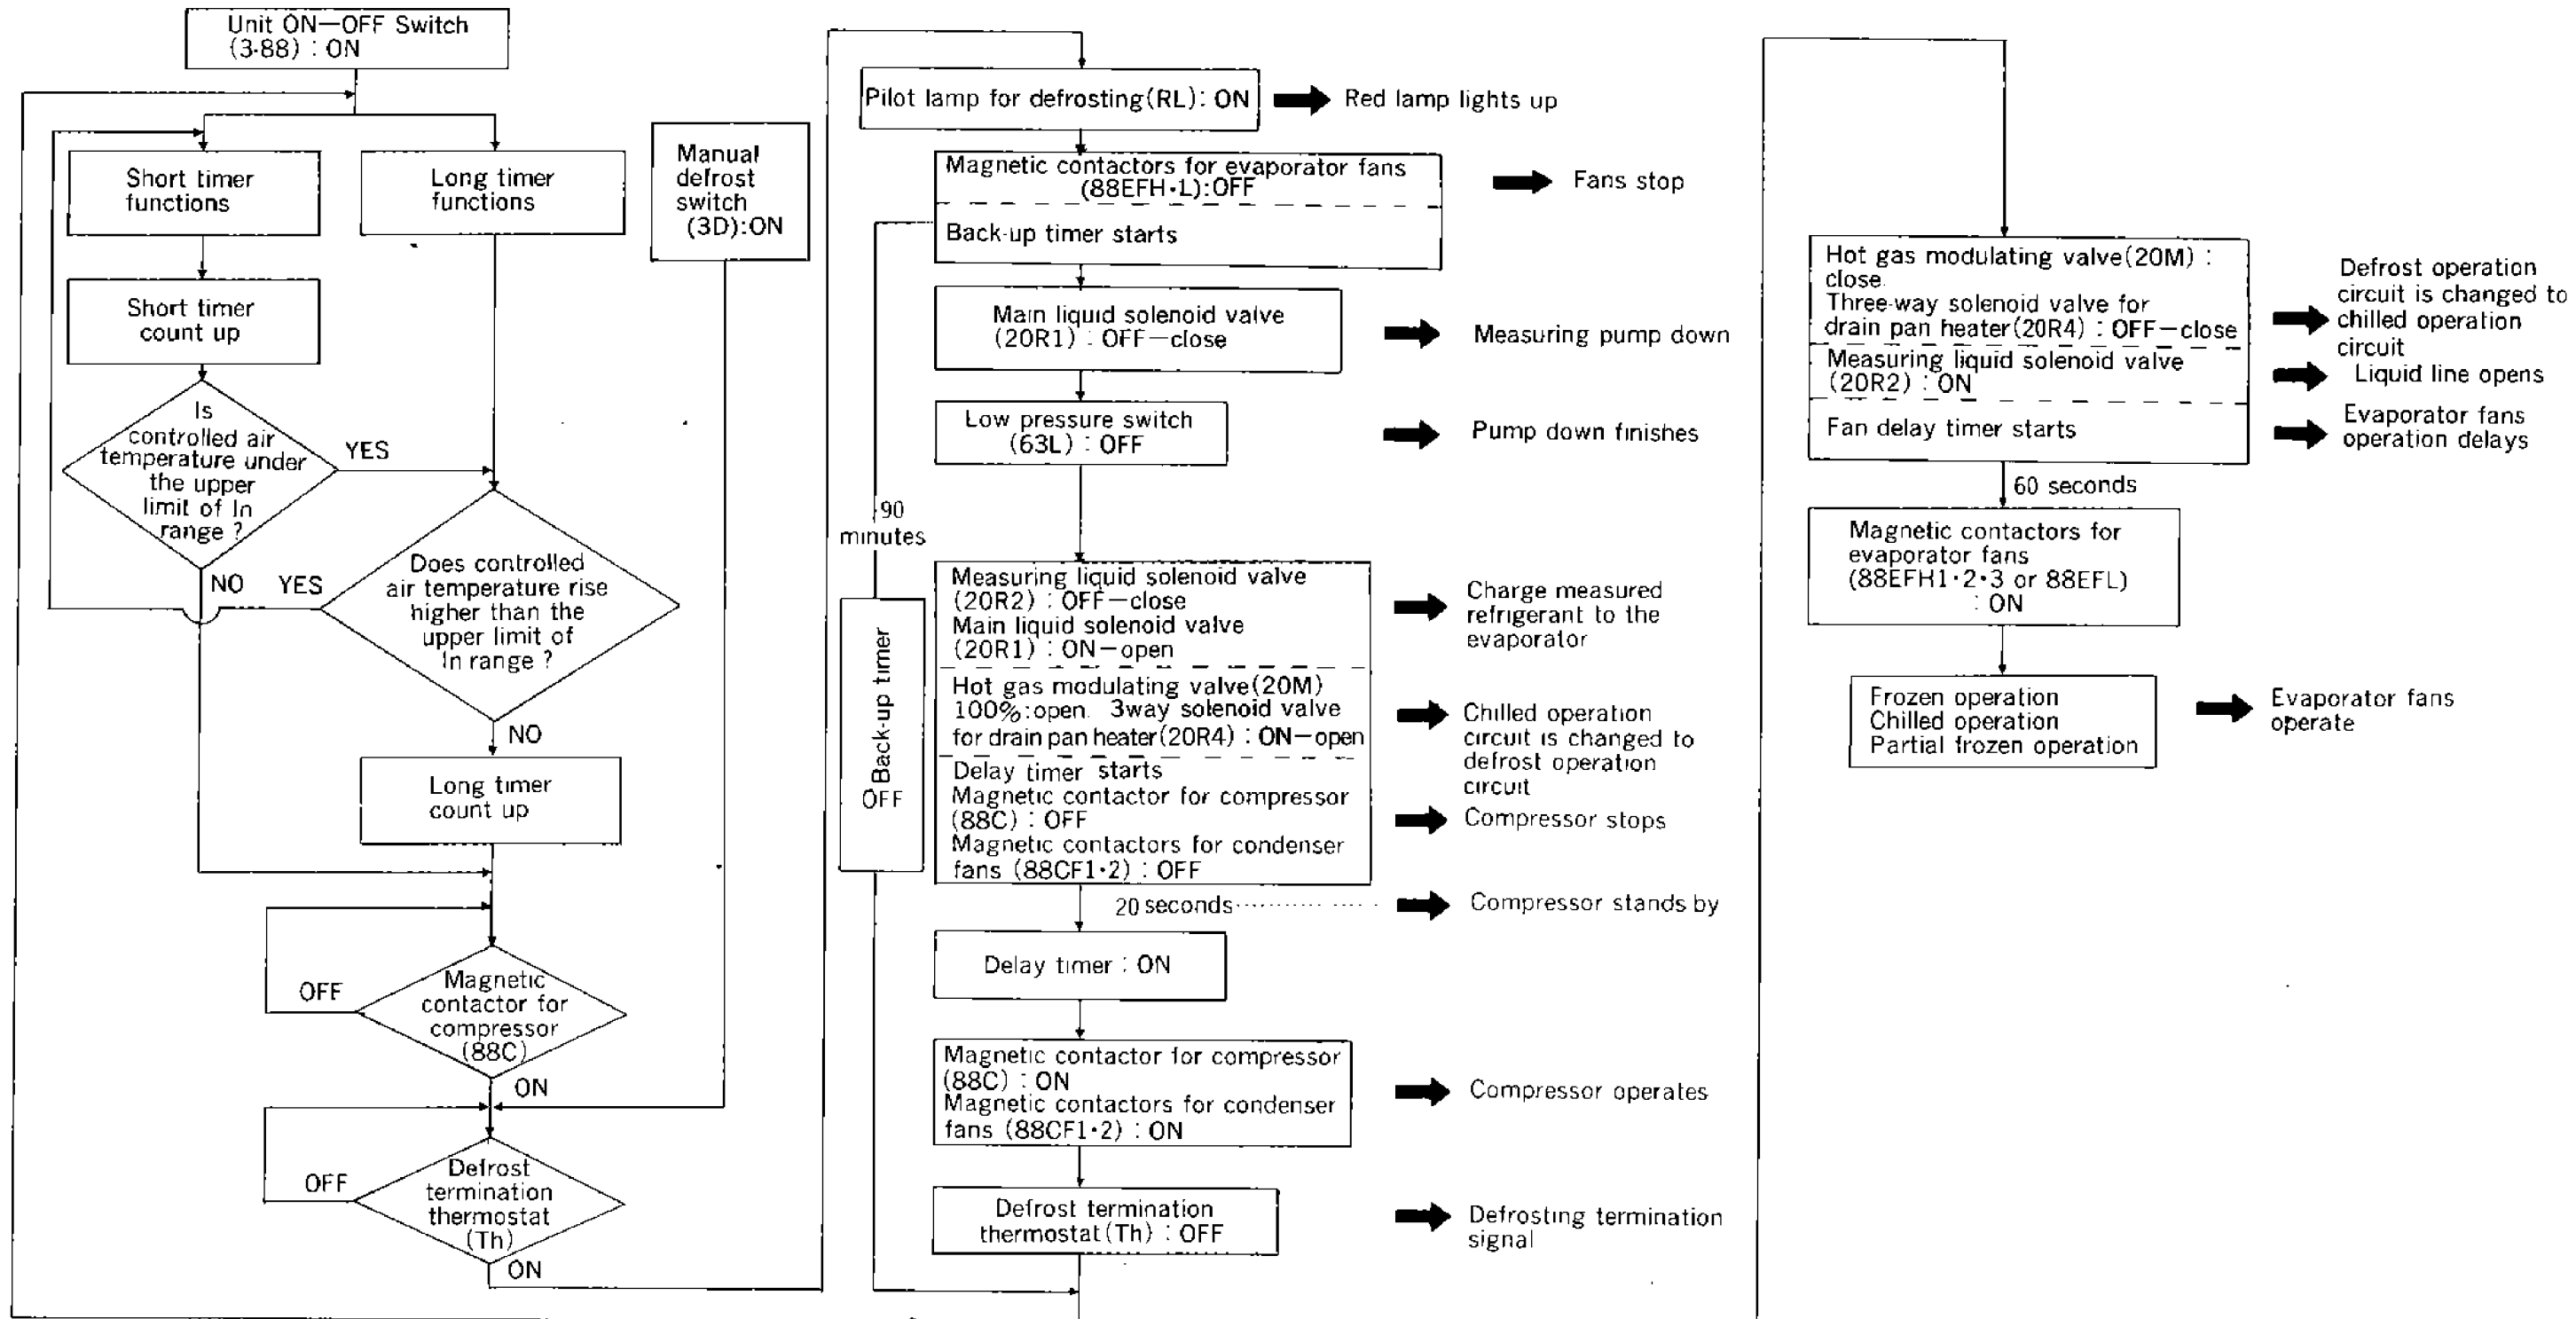 Unit ON－OFF Switch
(3·88) : ON
Short timer
functions
Long timer
functions
Manual
defrost
switch
(3D):ON
Short timer
count up
Is
controlled air
temperature under
the upper
limit of In
range ?
YES
NO
YES
Does controlled
air temperature rise
higher than the
upper limit of
In range ?
NO
Long timer
count up
OFF
Magnetic
contactor for
compressor
(88C)
ON
OFF
Defrost
termination
thermostat
(Th)
ON
Pilot lamp for defrosting(RL): ON
Red lamp lights up
Magnetic contactors for evaporator fans
(88EFH·L):OFF
Fans stop
Back-up timer starts
Main liquid solenoid valve
(20R1) : OFF－close
Measuring pump down
Low pressure switch
(63L) : OFF
Pump down finishes
90
minutes
Back-up timer
OFF
Measuring liquid solenoid valve
(20R2) : OFF－close
Main liquid solenoid valve
(20R1) : ON－open
Charge measured
refrigerant to the
evaporator
Hot gas modulating valve(20M)
100%:open. 3way solenoid valve
for drain pan heater(20R4) : ON－open
Chilled operation
circuit is changed to
defrost operation
circuit
Delay timer starts
Magnetic contactor for compressor
(88C) : OFF
Magnetic contactors for condenser
fans (88CF1·2) : OFF
Compressor stops
20 seconds
Compressor stands by
Delay timer : ON
Magnetic contactor for compressor
(88C) : ON
Magnetic contactors for condenser
fans (88CF1·2) : ON
Compressor operates
Defrost termination
thermostat(Th) : OFF
Defrosting termination
signal
Hot gas modulating valve(20M) :
close.
Three-way solenoid valve for
drain pan heater(20R4) : OFF－close
Defrost operation
circuit is changed to
chilled operation
circuit
Measuring liquid solenoid valve
(20R2) : ON
Liquid line opens
Fan delay timer starts
Evaporator fans
operation delays
60 seconds
Magnetic contactors for
evaporator fans
(88EFH1·2·3 or 88EFL)
: ON
Frozen operation
Chilled operation
Partial frozen operation
Evaporator fans
operate